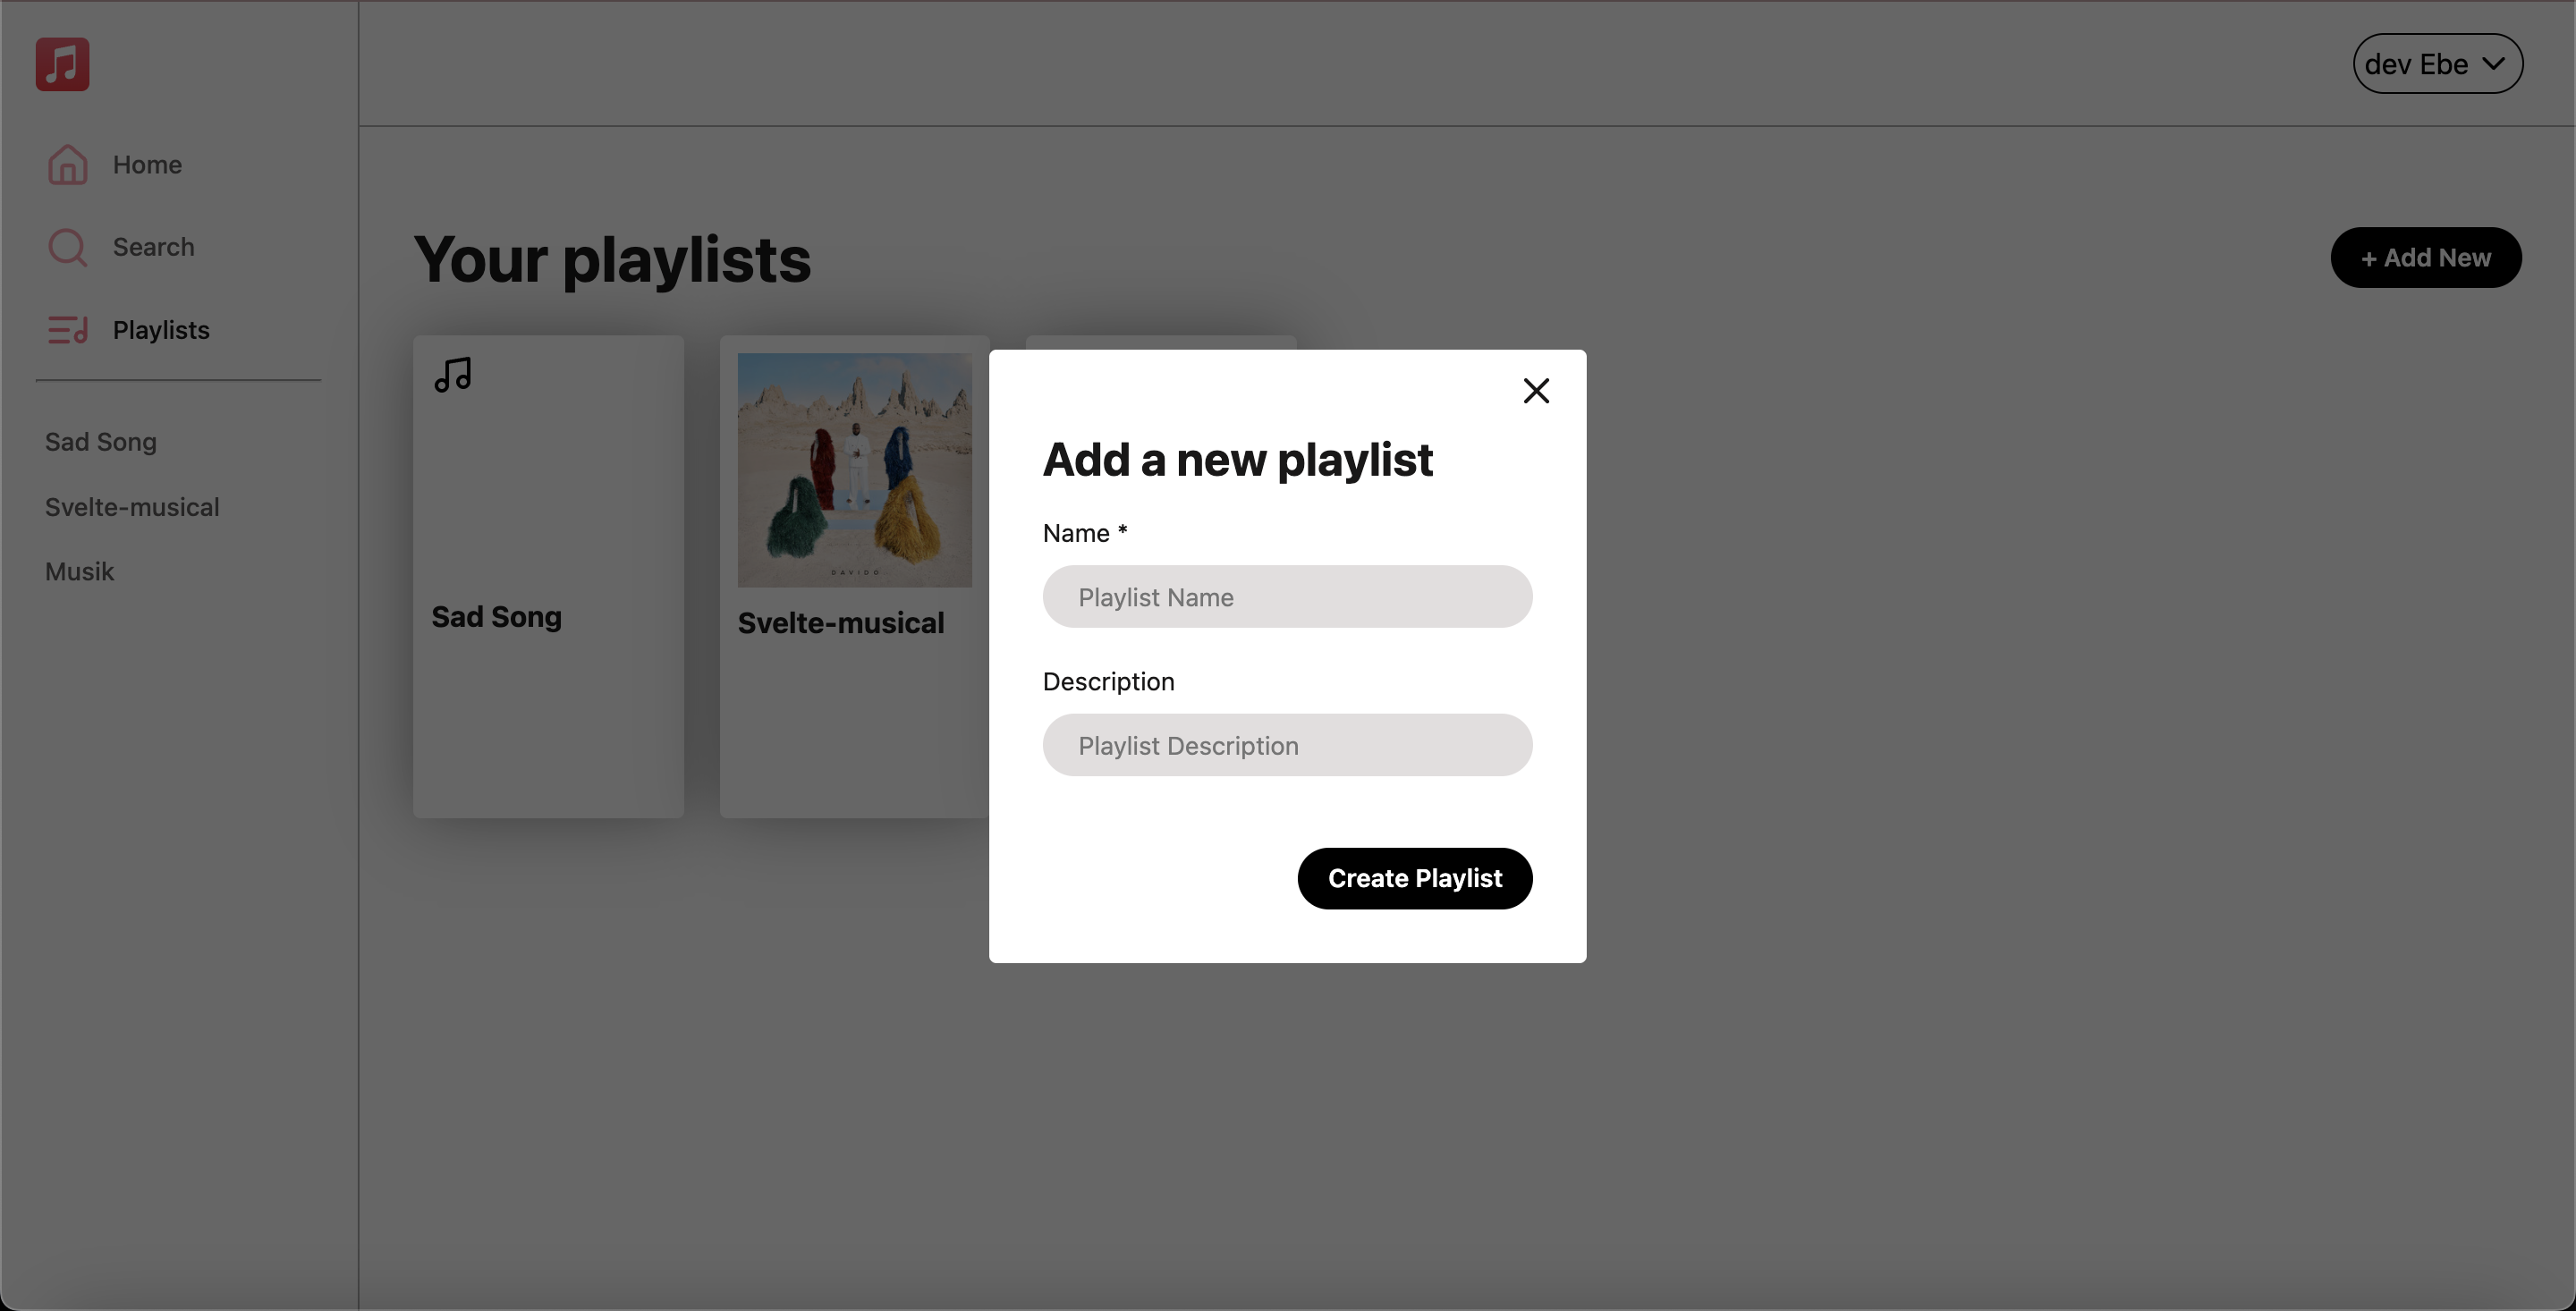 dev Ebe
Home
Search
Playlists
Sad Song
Svelte-musical
Musik
Your playlists
+ Add New
Sad Song
DAVIDO
Svelte-musical
Add a new playlist
Name *
Playlist Name
Description
Playlist Description
Create Playlist